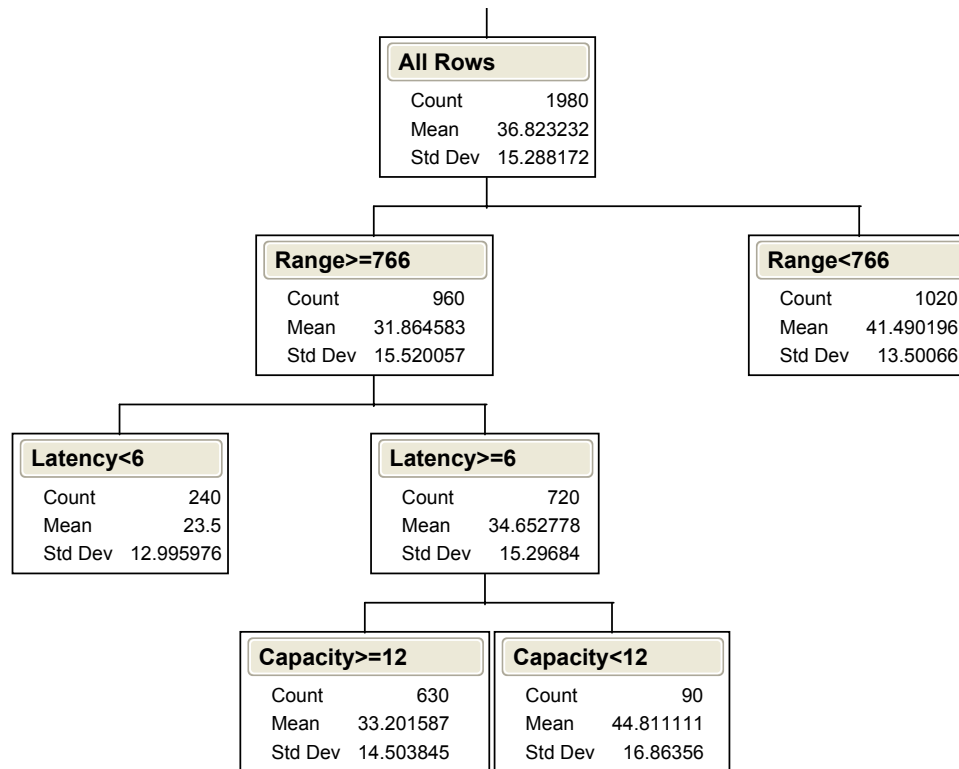 All Rows
Count 1980
Mean 36.823232
Std Dev 15.288172
Range>=766
Count 960
Mean 31.864583
Std Dev 15.520057
Range<766
Count 1020
Mean 41.490196
Std Dev 13.50066
Latency<6
Count 240
Mean 23.5
Std Dev 12.995976
Latency>=6
Count 720
Mean 34.652778
Std Dev 15.29684
Capacity>=12
Count 630
Mean 33.201587
Std Dev 14.503845
Capacity<12
Count 90
Mean 44.811111
Std Dev 16.86356